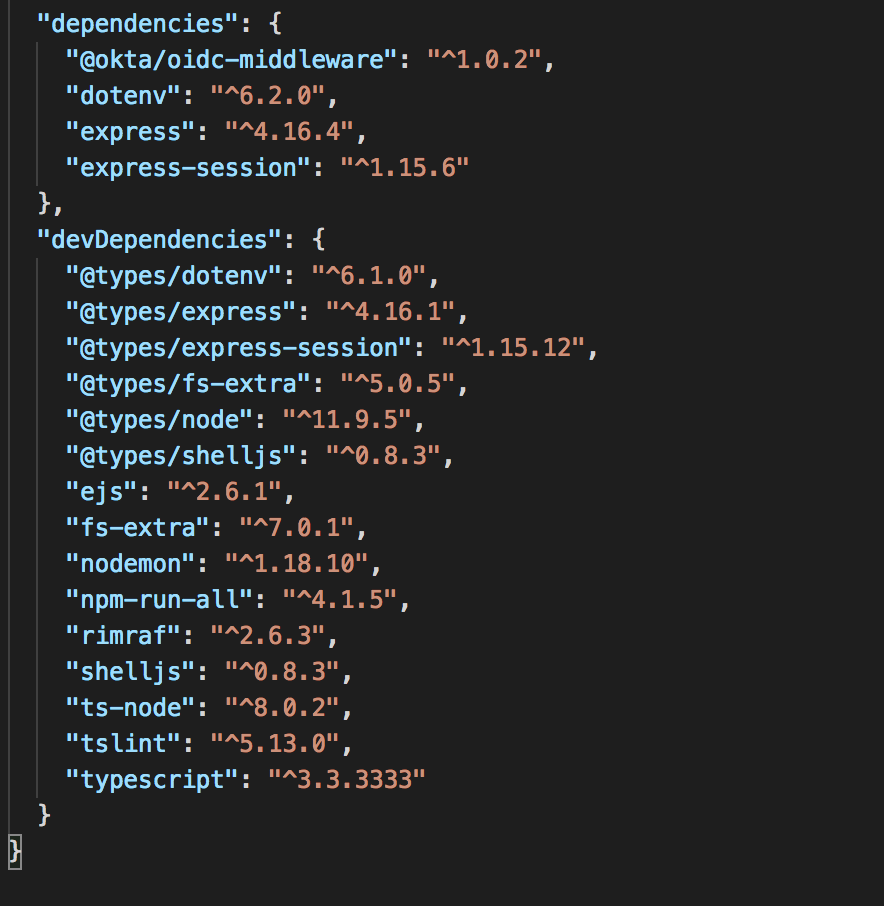 "dependencies": {
"@okta/oidc-middleware": "^1.0.2",
"dotenv": "^6.2.0",
"express": "^4.16.4",
"express-session": "^1.15.6"
},
"devDependencies": {
"@types/dotenv": "^6.1.0",
"@types/express": "^4.16.1",
"@types/express-session": "^1.15.12",
"@types/fs-extra": "^5.0.5",
"@types/node": "^11.9.5",
"@types/shelljs": "^0.8.3",
"ejs": "^2.6.1",
"fs-extra": "^7.0.1",
"nodemon": "^1.18.10",
"npm-run-all": "^4.1.5",
"rimraf": "^2.6.3",
"shelljs": "^0.8.3",
"ts-node": "^8.0.2",
"tslint": "^5.13.0",
"typescript": "^3.3.3333"
}
}